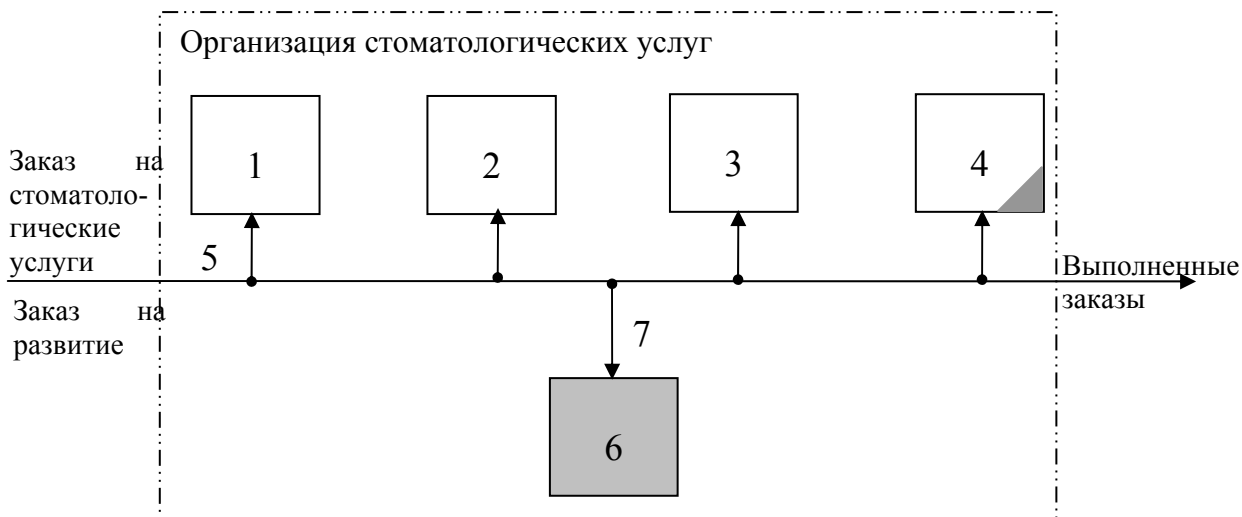 Организация стоматологических услуг
1
2
3
4
Заказ на
стоматоло-
гические
услуги
5
Выполненные
заказы
Заказ на
развитие
7
6